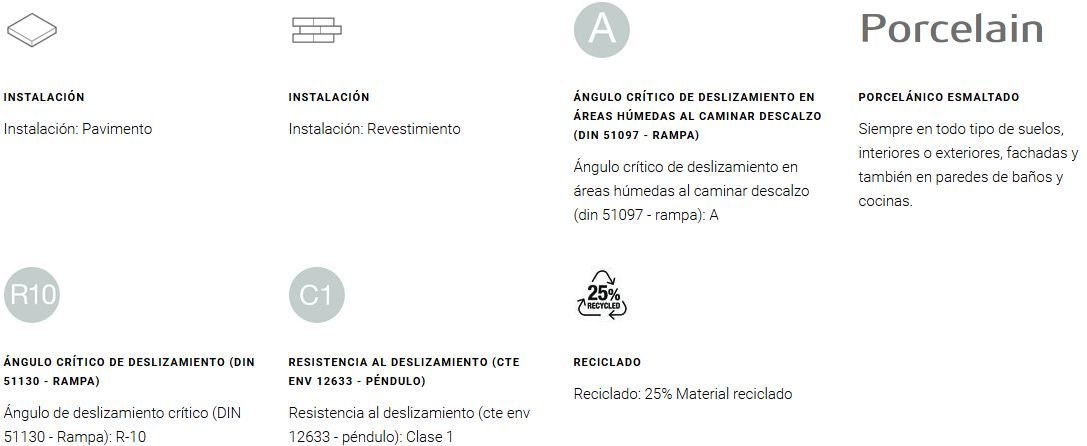 INSTALACIÓN
Instalación: Pavimento
INSTALACIÓN
Instalación: Revestimiento
A
ÁNGULO CRÍTICO DE DESLIZAMIENTO EN
ÁREAS HÚMEDAS AL CAMINAR DESCALZO
(DIN 51097 - RAMPA)
Ángulo crítico de deslizamiento en
áreas húmedas al caminar descalzo
(din 51097 - rampa): A
Porcelain
PORCELÁNICO ESMALTADO
Siempre en todo tipo de suelos,
interiores o exteriores, fachadas y
también en paredes de baños y
cocinas.
R10
ÁNGULO CRÍTICO DE DESLIZAMIENTO (DIN
51130 - RAMPA)
Ángulo de deslizamiento crítico (DIN
51130 - Rampa): R-10
C1
RESISTENCIA AL DESLIZAMIENTO (CTE
ENV 12633 - PÉNDULO)
Resistencia al deslizamiento (cte env
12633 - péndulo): Clase 1
25%
RECYCLED
RECICLADO
Reciclado: 25% Material reciclado